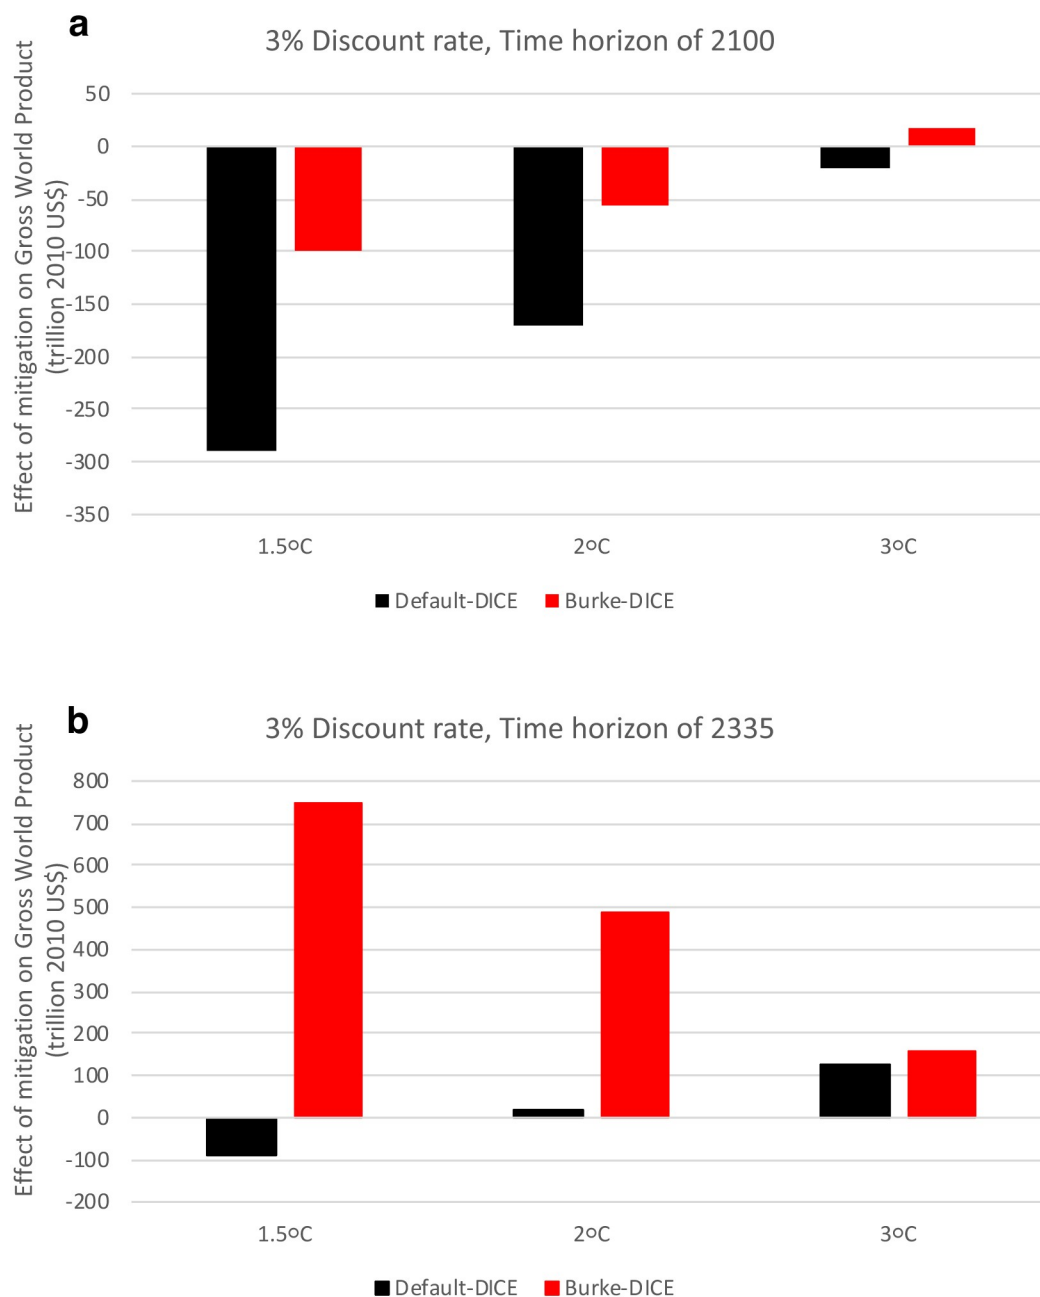 a
3% Discount rate, Time horizon of 2100
Effect of mitigation on Gross World Product
(trillion 2010 US$)
50
0
-50
-100
-150
-200
-250
-300
-350
1.5ºC
2ºC
3ºC
Default-DICE
Burke-DICE
b
3% Discount rate, Time horizon of 2335
Effect of mitigation on Gross World Product
(trillion 2010 US$)
800
700
600
500
400
300
200
100
0
-100
-200
1.5ºC
2ºC
3ºC
Default-DICE
Burke-DICE